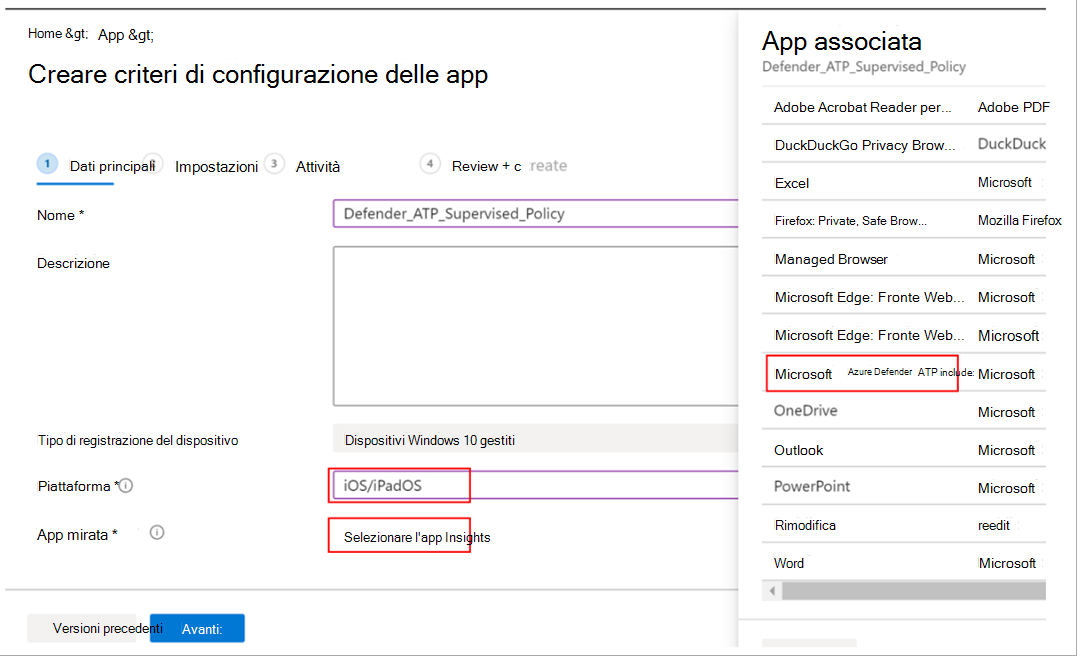 Home &gt; App &gt;
Creare criteri di configurazione delle app
1 Dati principali Impostazioni 3 Attività 4 Review + c reate
Nome * Defender_ATP_Supervised_Policy
Descrizione
Tipo di registrazione del dispositivo Dispositivi Windows 10 gestiti
Piattaforma * iOS/iPadOS
App mirata * Selezionare l'app Insights
Versioni precedenti Avanti:
App associata
Defender_ATP_Supervised_Policy
Adobe Acrobat Reader per... Adobe PDF
DuckDuckGo Privacy Brow... DuckDuck
Excel Microsoft
Firefox: Private, Safe Brow... Mozilla Firefox
Managed Browser Microsoft
Microsoft Edge: Fronte Web... Microsoft
Microsoft Edge: Fronte Web... Microsoft
Microsoft Azure Defender ATP include: Microsoft
OneDrive Microsoft
Outlook Microsoft
PowerPoint Microsoft
Rimodifica reedit
Word Microsoft